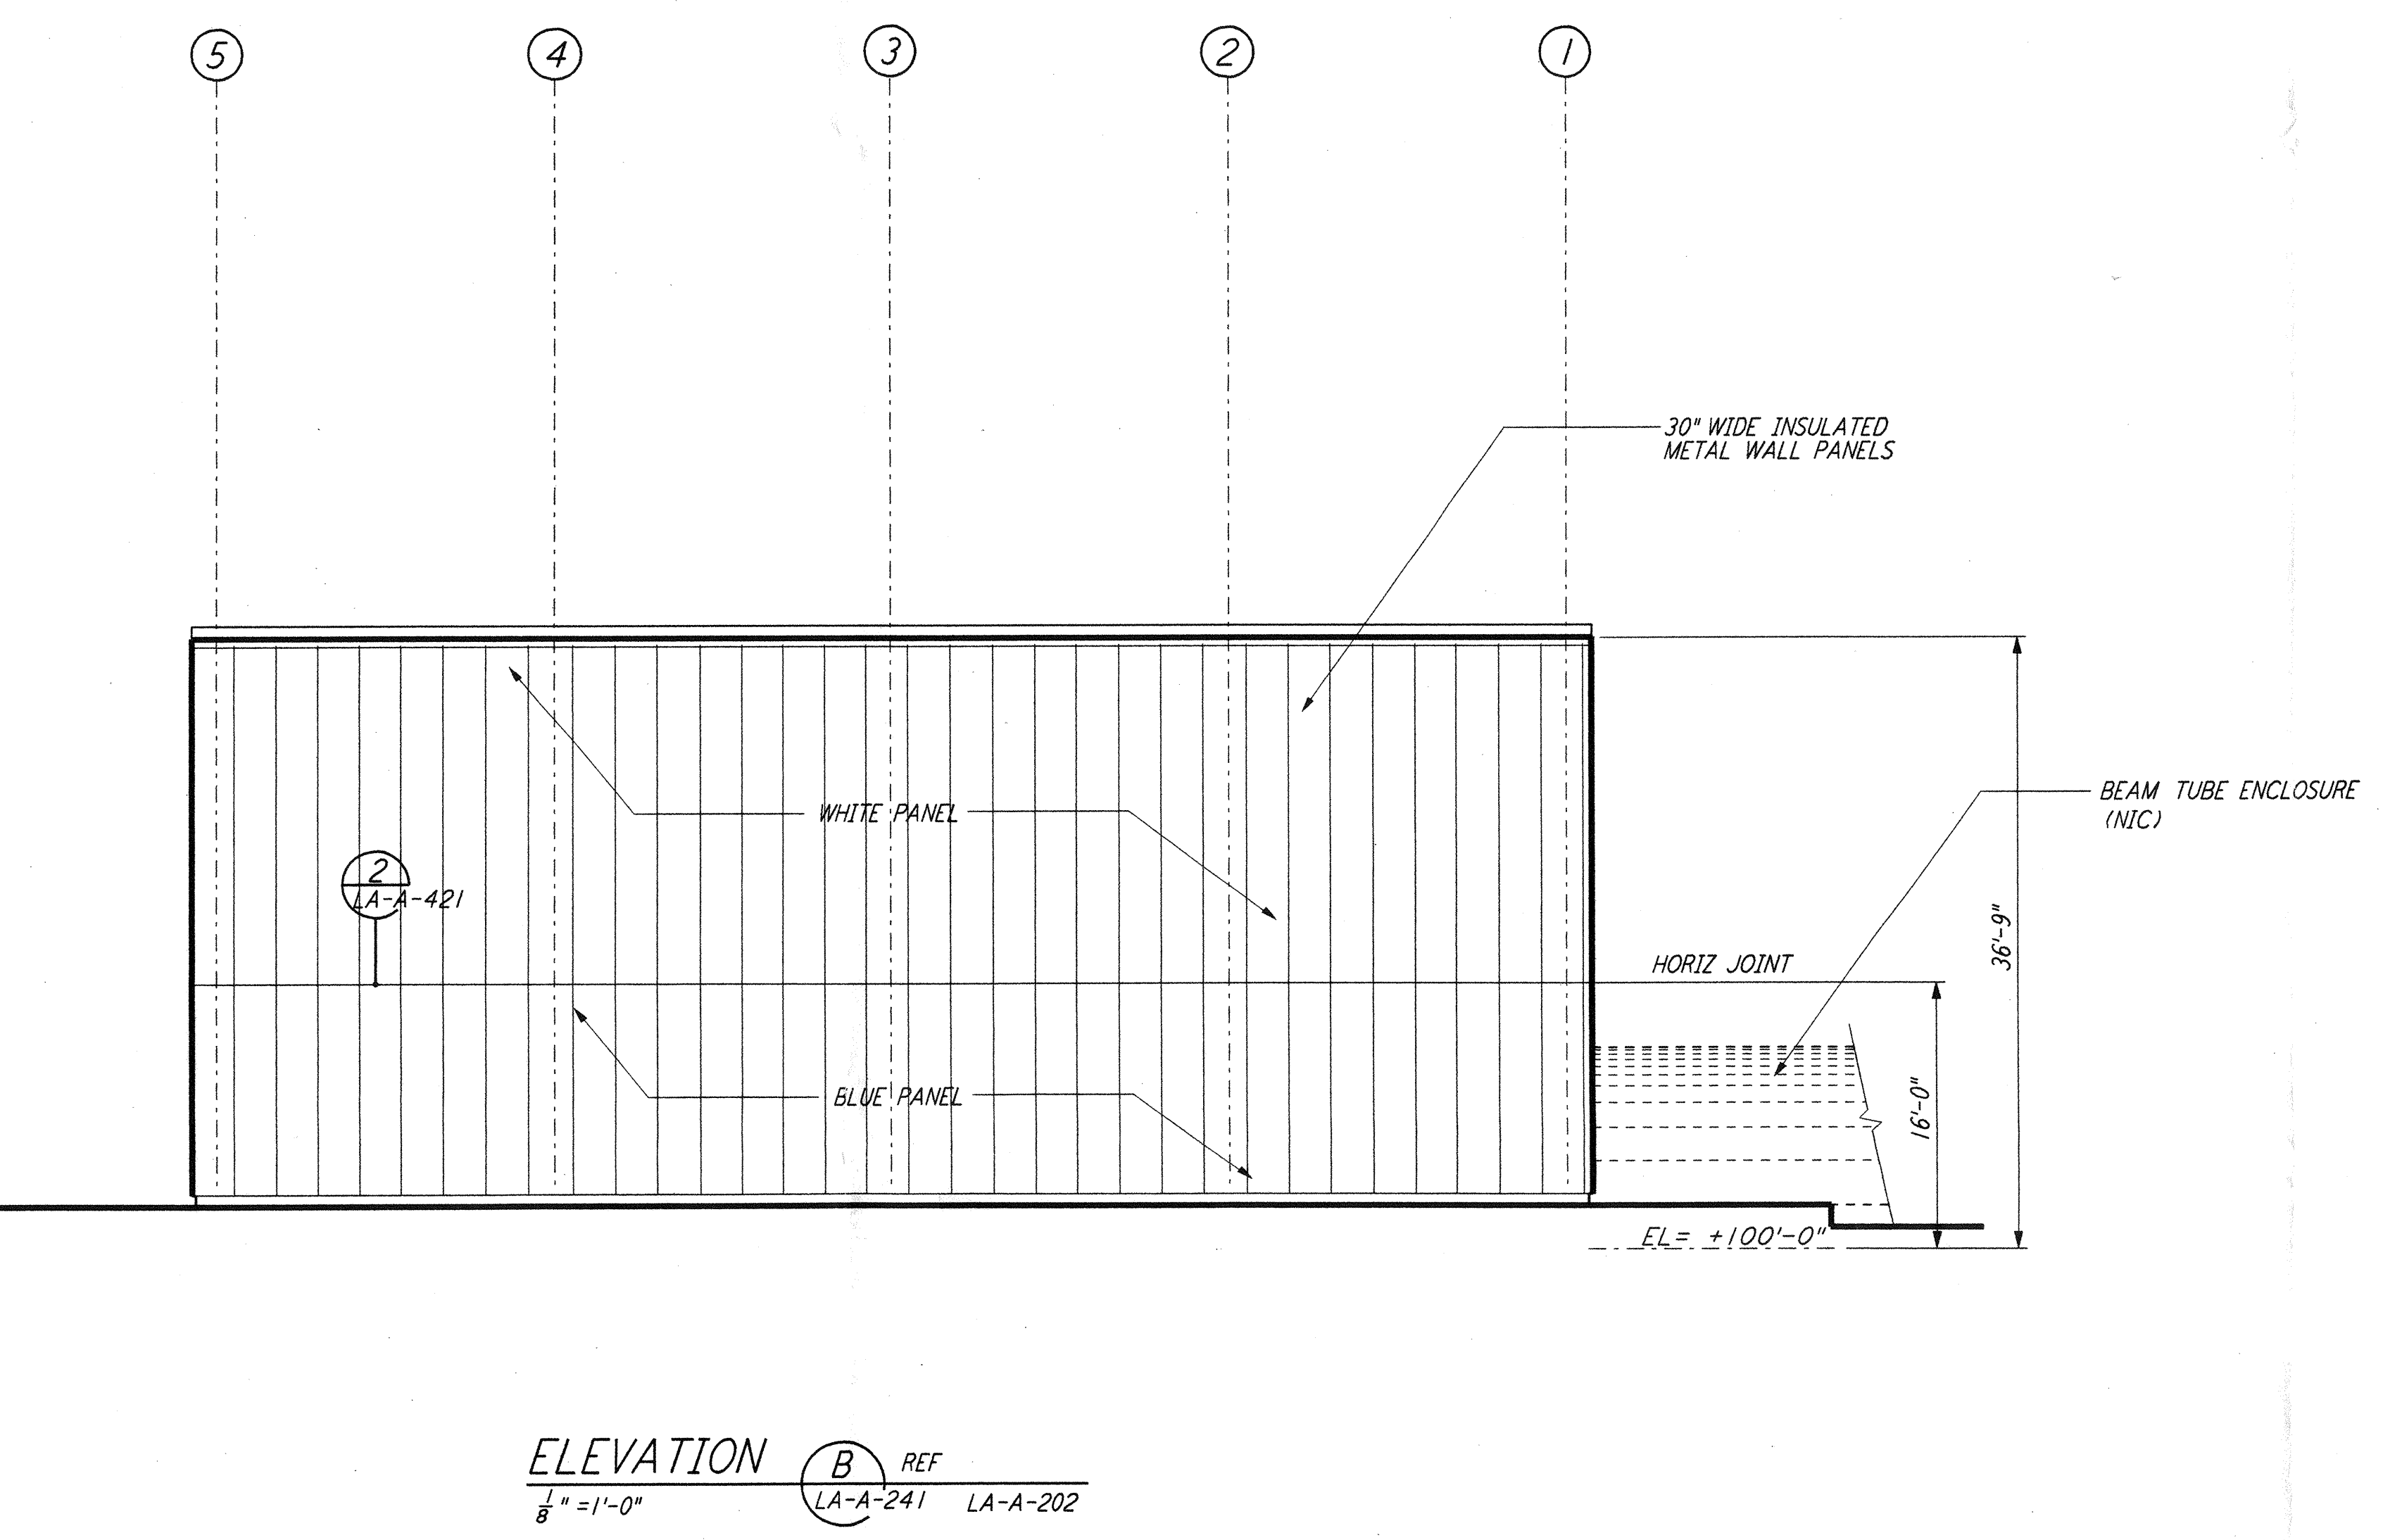 5 4 3 2 1
30" WIDE INSULATED
METAL WALL PANELS
BEAM TUBE ENCLOSURE
(NIC)
WHITE PANEL
2
LA-A-421
36'-9"
HORIZ JOINT
BLUE PANEL
16'-0"
EL= +100'-0"
ELEVATION B REF
1/8" =1'-0" LA-A-241 LA-A-202